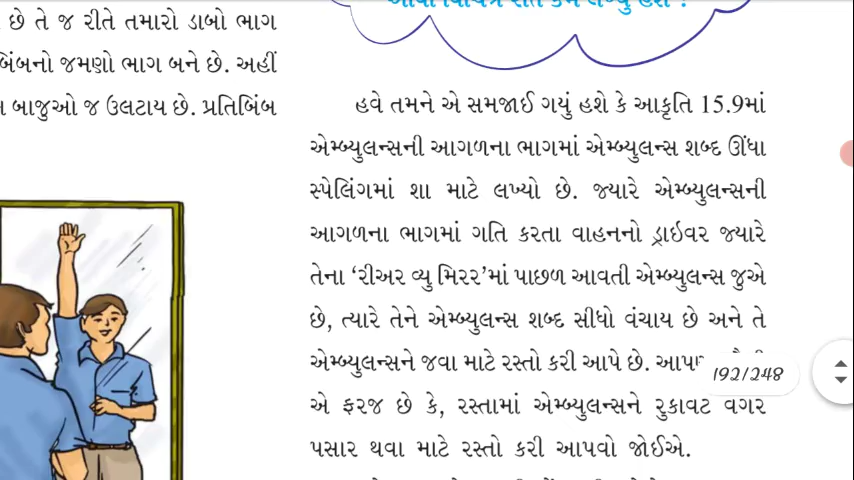 છે તે જ રીતે તમારો ડાબો ભાગ
બિંબનો જમણો ભાગ બને છે. અહીં
બાજુઓ જ ઉલટાય છે. પ્રતિબિંબ
હવે તમને એ સમજાઈ ગયું હશે કે આકૃતિ 15.9માં
એમ્બ્યુલન્સની આગળના ભાગમાં એમ્બ્યુલન્સ શબ્દ ઊંધા
સ્પેલિંગમાં શા માટે લખ્યો છે. જ્યારે એમ્બ્યુલન્સની
આગળના ભાગમાં ગતિ કરતા વાહનનો ડ્રાઇવર જ્યારે
તેના ‘રીઅર વ્યુ મિરર’માં પાછળ આવતી એમ્બ્યુલન્સ જુએ
છે, ત્યારે તેને એમ્બ્યુલન્સ શબ્દ સીધો વંચાય છે અને તે
એમ્બ્યુલન્સને જવા માટે રસ્તો કરી આપે છે.
192/248
એ ફરજ છે કે, રસ્તામાં એમ્બ્યુલન્સને રુકાવટ વગર
પસાર થવા માટે રસ્તો કરી આપવો જોઈએ.